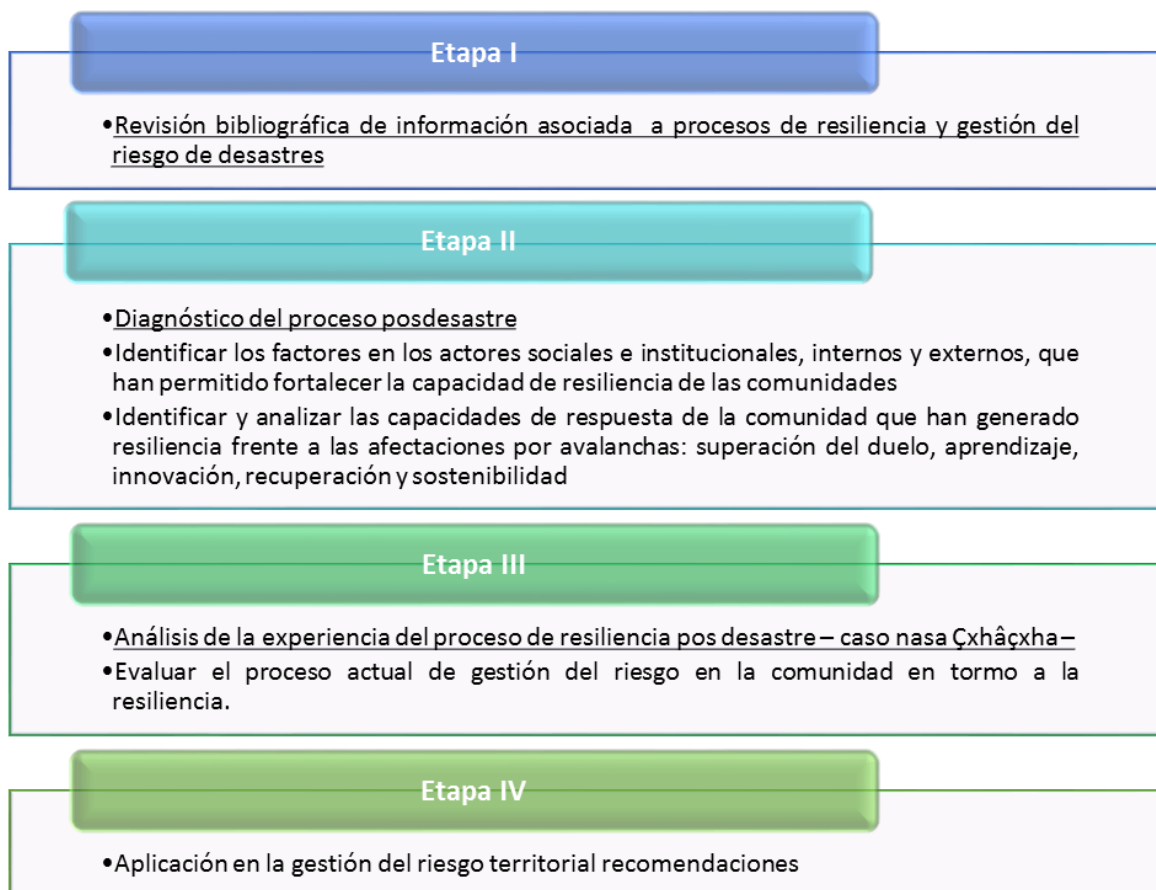 Etapa I
•Revisión bibliográfica de información asociada a procesos de resiliencia y gestión del
riesgo de desastres
Etapa II
•Diagnóstico del proceso posdesastre
•Identificar los factores en los actores sociales e institucionales, internos y externos, que
han permitido fortalecer la capacidad de resiliencia de las comunidades
•Identificar y analizar las capacidades de respuesta de la comunidad que han generado
resiliencia frente a las afectaciones por avalanchas: superación del duelo, aprendizaje,
innovación, recuperación y sostenibilidad
Etapa III
•Análisis de la experiencia del proceso de resiliencia pos desastre – caso nasa Çxhâçxha –
•Evaluar el proceso actual de gestión del riesgo en la comunidad en tormo a la
resiliencia.
Etapa IV
•Aplicación en la gestión del riesgo territorial recomendaciones